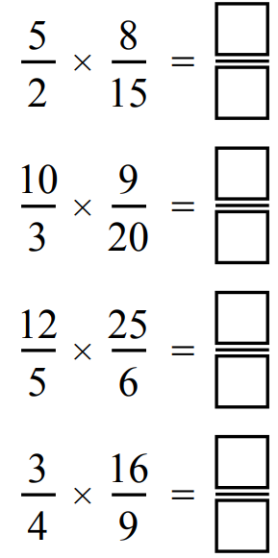 5/2 × 8/15 =
10/3 × 9/20 =
12/5 × 25/6 =
3/4 × 16/9 =